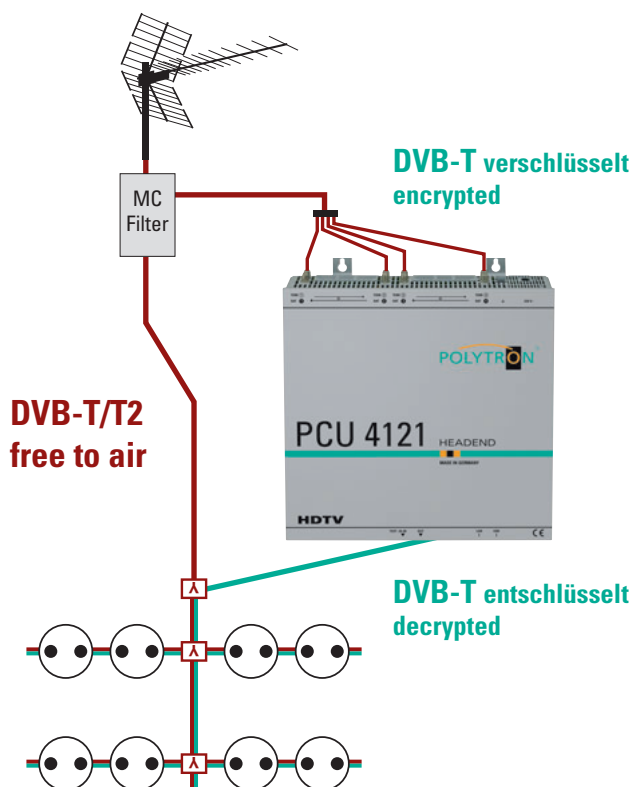 MC
Filter
DVB-T verschlüsselt
encrypted
POLYTRON
DVB-T/T2
free to air
PCU 4121 HEADEND
MADE IN GERMANY
HDTV
CE
DVB-T entschlüsselt
decrypted